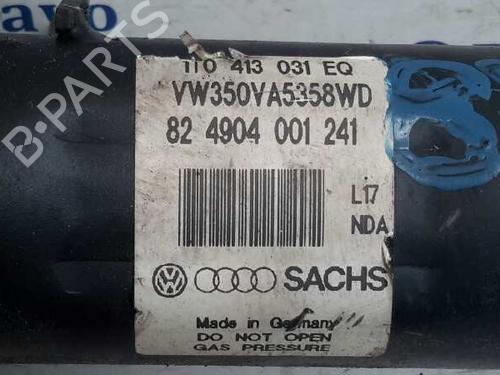 1T0 413 031 EQ
VW350VA5358WD
82 4904 001 241
L17
NDA
SACHS
Made in Germany
DO NOT OPEN
GAS PRESSURE